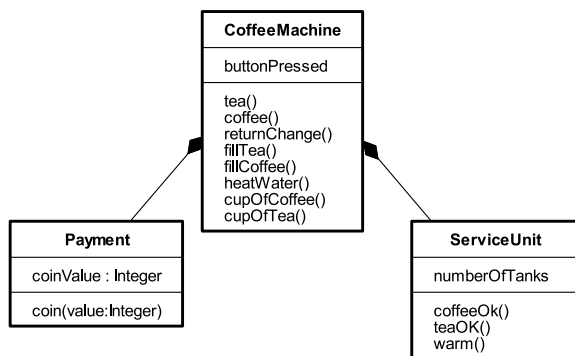 CoffeeMachine
buttonPressed
tea()
coffee()
returnChange()
fillTea()
fillCoffee()
heatWater()
cupOfCoffee()
cupOfTea()
Payment
coinValue : Integer
coin(value:Integer)
ServiceUnit
numberOfTanks
coffeeOk()
teaOK()
warm()